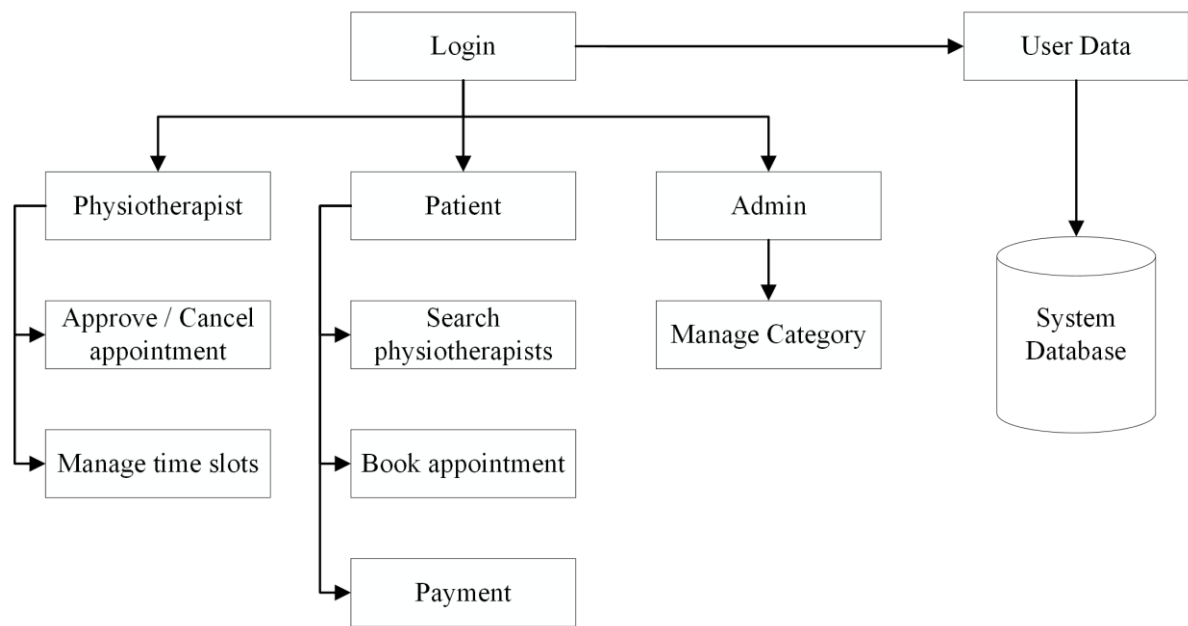 Login
User Data
Physiotherapist
Patient
Admin
Approve / Cancel
appointment
Search
physiotherapists
Manage Category
System
Database
Manage time slots
Book appointment
Payment